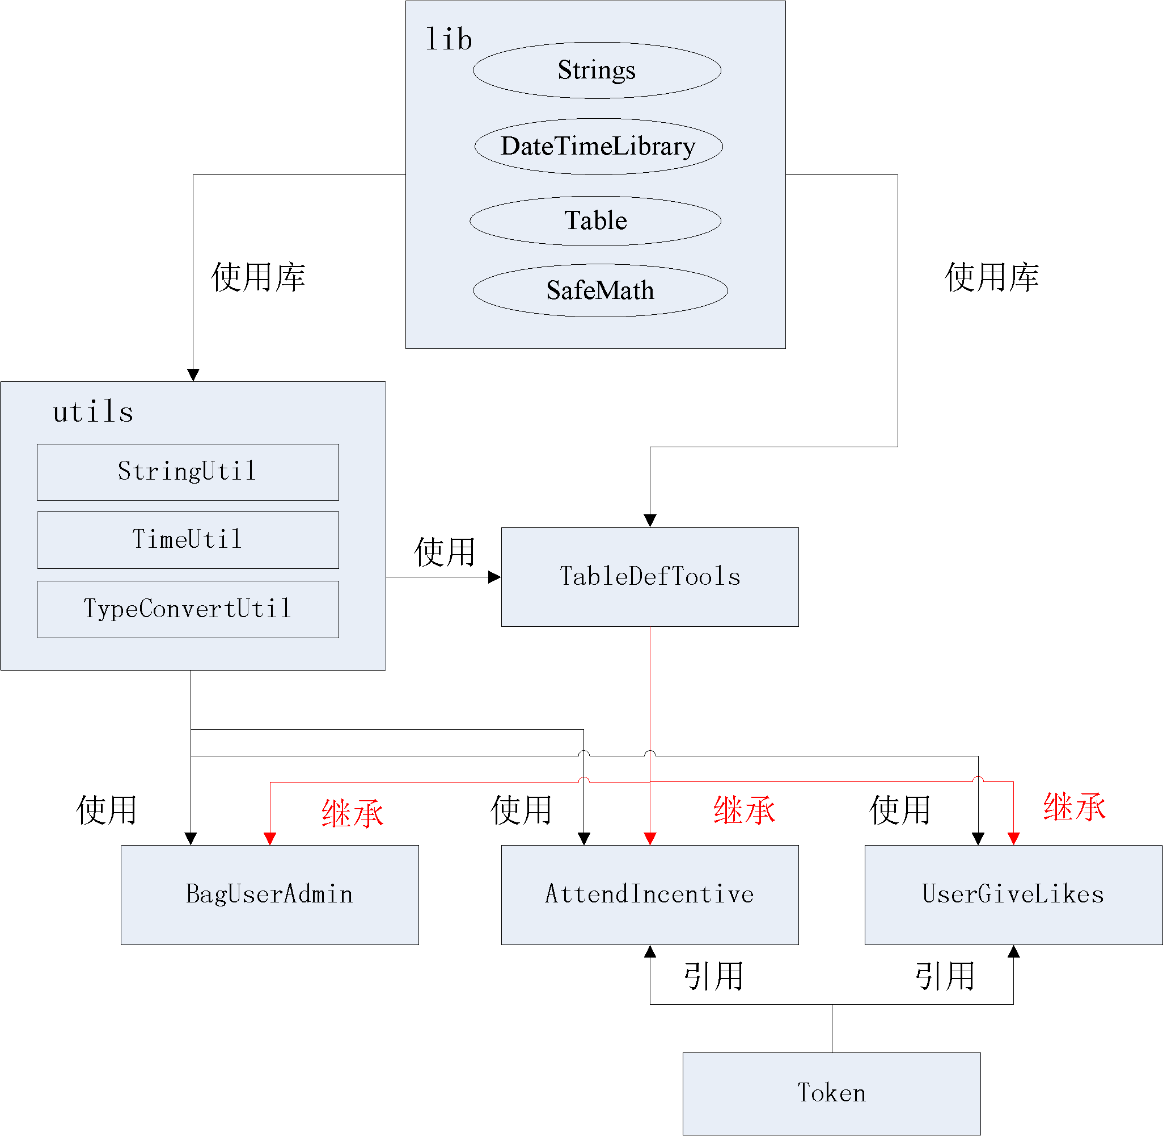 lib
Strings
DateTimeLibrary
Table
SafeMath
使用库
使用库
utils
StringUtil
TimeUtil
TypeConvertUtil
使用
TableDefTools
使用
继承
使用
继承
使用
继承
BagUserAdmin
AttendIncentive
UserGiveLikes
引用
引用
Token